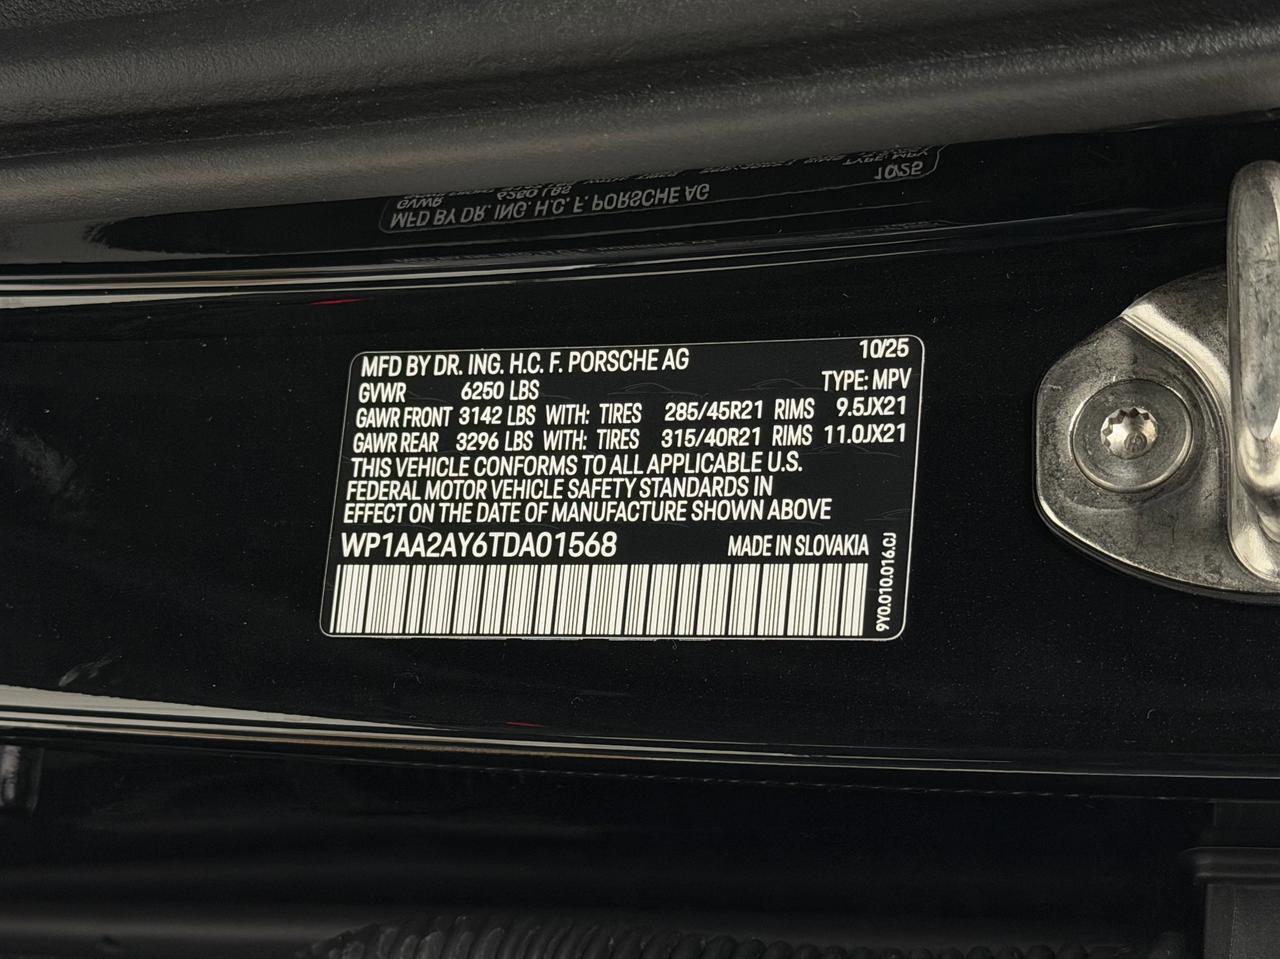 MFD BY DR. ING. H.C. F. PORSCHE AG 10/25
GVWR 6250 LBS TYPE: MPV
GAWR FRONT 3142 LBS WITH: TIRES 285/45R21 RIMS 9.5JX21
GAWR REAR 3296 LBS WITH: TIRES 315/40R21 RIMS 11.0JX21
THIS VEHICLE CONFORMS TO ALL APPLICABLE U.S.
FEDERAL MOTOR VEHICLE SAFETY STANDARDS IN
EFFECT ON THE DATE OF MANUFACTURE SHOWN ABOVE
WP1AA2AY6TDA01568 MADE IN SLOVAKIA
9Y0.010.016.CJ